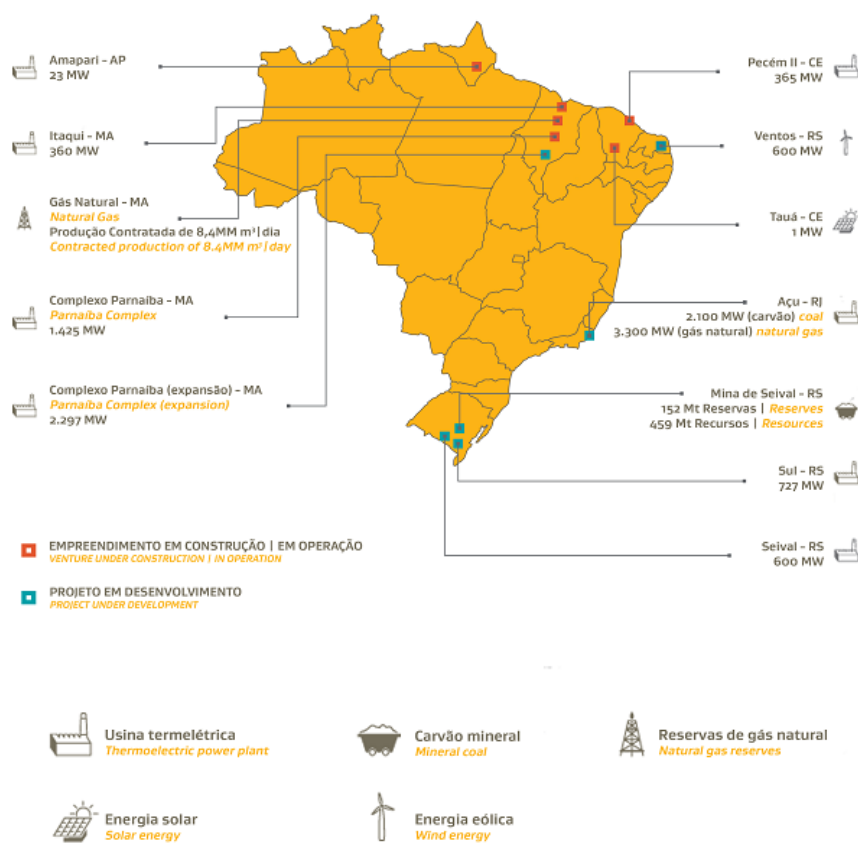 Amapari - AP
23 MW
Itaqui - MA
360 MW
Gás Natural - MA
Natural Gas
Produção Contratada de 8,4MM m³|dia
Contracted production of 8.4MM m³|day
Complexo Parnaíba - MA
Parnaíba Complex
1.425 MW
Complexo Parnaíba (expansão) - MA
Parnaíba Complex (expansion)
2.297 MW
Pecém II - CE
365 MW
Ventos - RS
600 MW
Tauá - CE
1 MW
Açu - RJ
2.100 MW (carvão) coal
3.300 MW (gás natural) natural gas
Mina de Seival - RS
152 Mt Reservas | Reserves
459 Mt Recursos | Resources
Sul - RS
727 MW
Seival - RS
600 MW
EMPREENDIMENTO EM CONSTRUÇÃO | EM OPERAÇÃO
VENTURE UNDER CONSTRUCTION | IN OPERATION
PROJETO EM DESENVOLVIMENTO
PROJECT UNDER DEVELOPMENT
Usina termelétrica
Thermoelectric power plant
Carvão mineral
Mineral coal
Reservas de gás natural
Natural gas reserves
Energia solar
Solar energy
Energia eólica
Wind energy